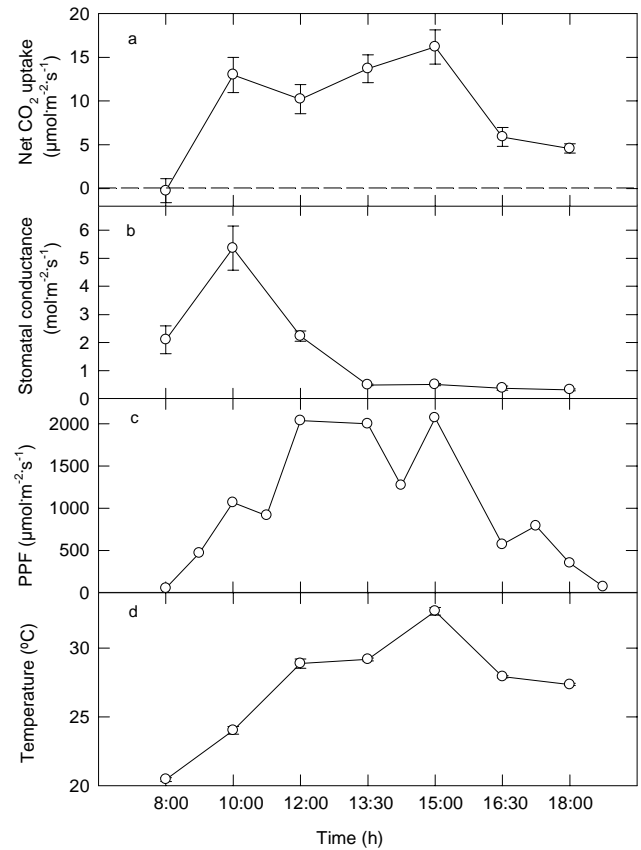 a
Net CO₂ uptake
(µmol·m⁻²·s⁻¹)
20
15
10
5
0
b
Stomatal conductance
(mol·m⁻²·s⁻¹)
6
5
4
3
2
1
0
c
PPF (µmol·m⁻²·s⁻¹)
2000
1500
1000
500
0
d
Temperature (ºC)
30
25
20
8:00 10:00 12:00 13:30 15:00 16:30 18:00
Time (h)